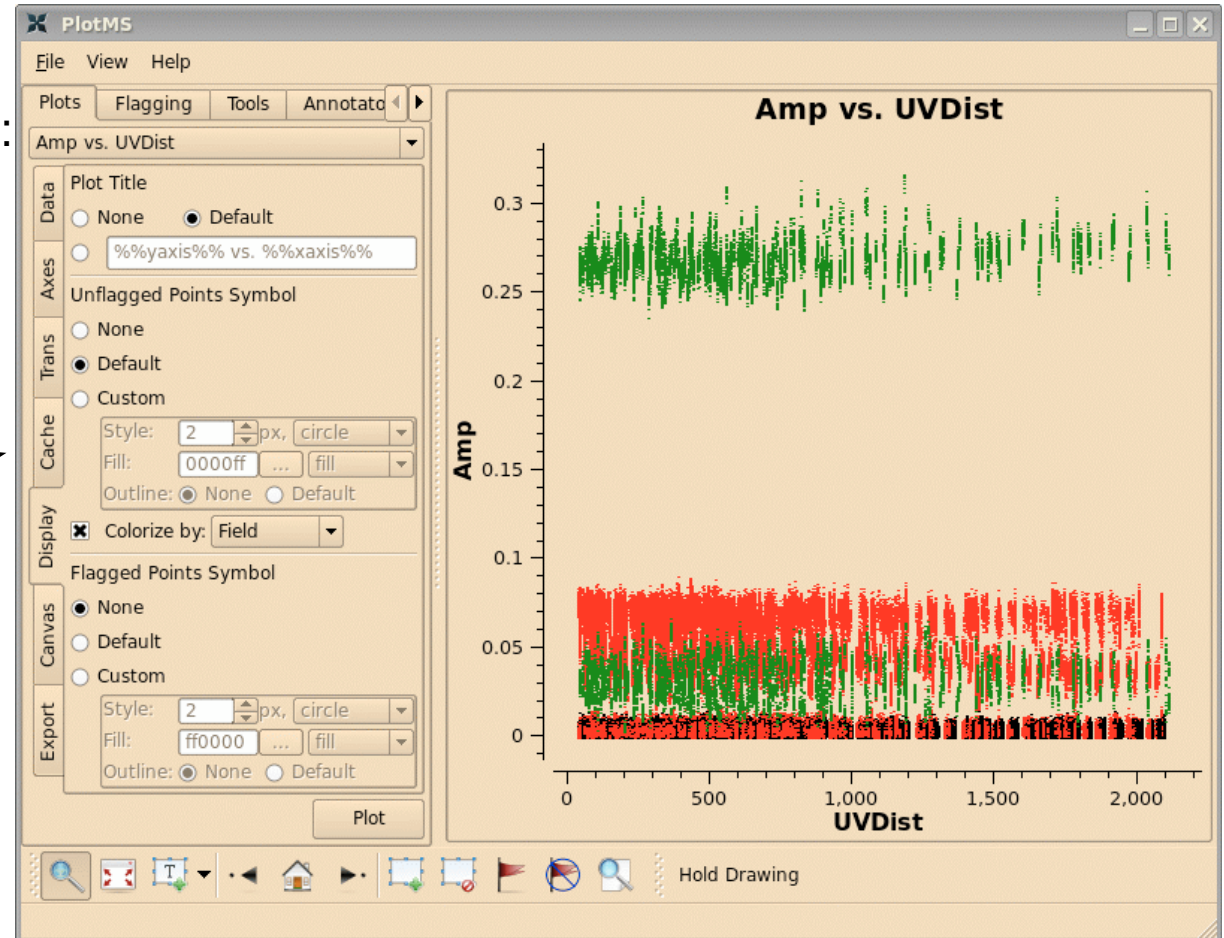 PlotMS
File View Help
Plots Flagging Tools Annotato
:
Amp vs. UVDist
Data
Axes
Trans
Cache
Display
Canvas
Export
Plot Title
None Default
%%yaxis%% vs. %%xaxis%%
Unflagged Points Symbol
None
Default
Custom
Style: 2 px, circle
Fill: 0000ff ... fill
Outline: None Default
Colorize by: Field
Flagged Points Symbol
None
Default
Custom
Style: 2 px, circle
Fill: ff0000 ... fill
Outline: None Default
Plot
Amp vs. UVDist
Amp
0.3
0.25
0.2
0.15
0.1
0.05
0
0 500 1,000 1,500 2,000
UVDist
T
Hold Drawing